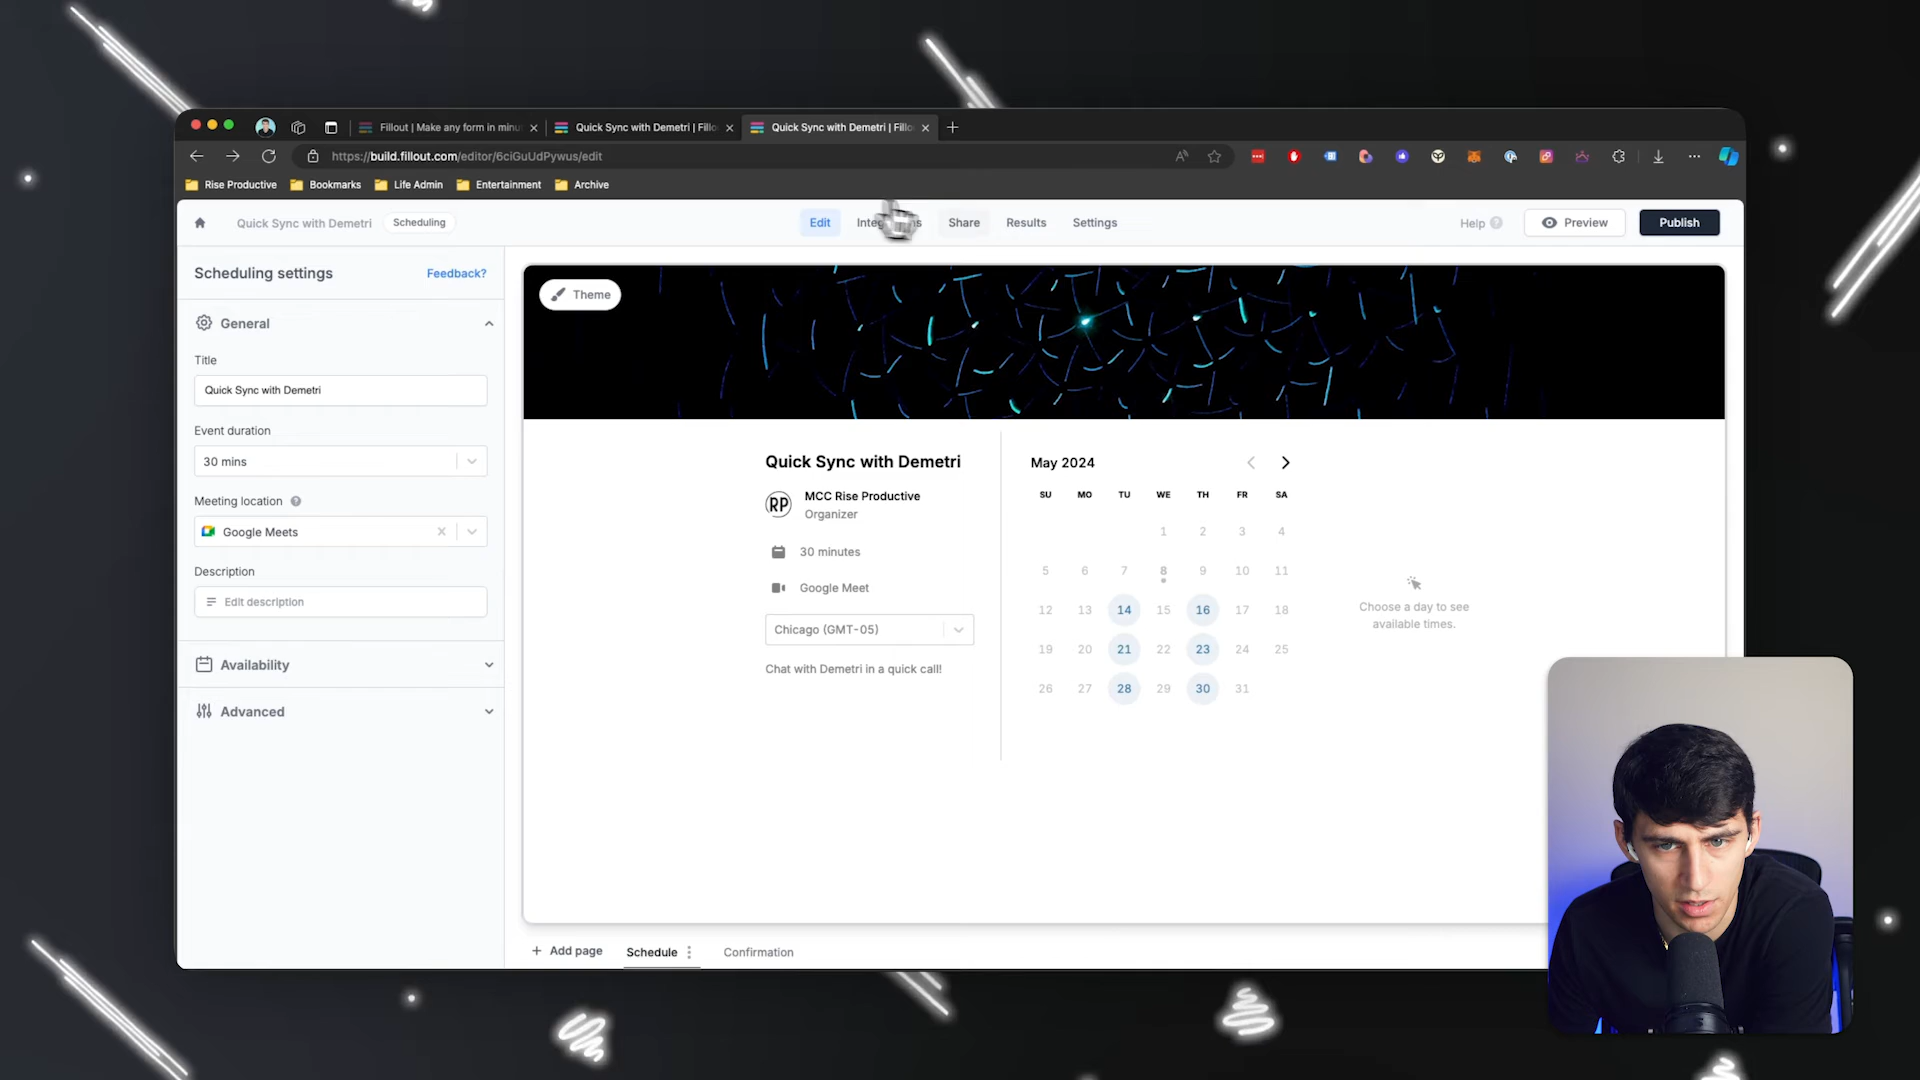 Fillout | Make any form in minu
Quick Sync with Demetri | Fillo
Quick Sync with Demetri | Fillo
https://build.fillout.com/editor/6ciGuUdPywus/edit
Rise Productive
Bookmarks
Life Admin
Entertainment
Archive
Quick Sync with Demetri
Scheduling
Edit
Share
Results
Settings
Help
Preview
Publish
Scheduling settings
Feedback?
General
Title
Quick Sync with Demetri
Event duration
30 mins
Meeting location
Google Meets
Description
Edit description
Availability
Advanced
Theme
Quick Sync with Demetri
RP
MCC Rise Productive
Organizer
30 minutes
Google Meet
Chicago (GMT-05)
Chat with Demetri in a quick call!
May 2024
SU MO TU WE TH FR SA
1 2 3 4
5 6 7 8 9 10 11
12 13 14 15 16 17 18
19 20 21 22 23 24 25
26 27 28 29 30 31
Choose a day to see
available times.
Add page
Schedule
Confirmation